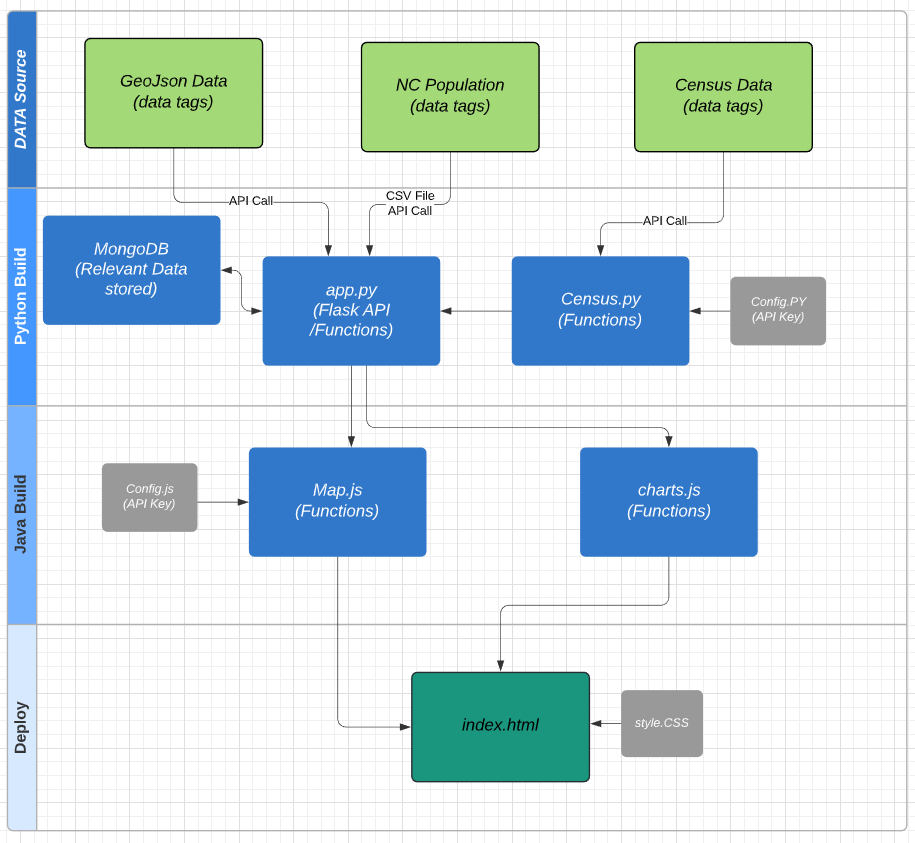 DATA Source
GeoJson Data
(data tags)
NC Population
(data tags)
Census Data
(data tags)
API Call
CSV File
API Call
API Call
Python Build
MongoDB
(Relevant Data
stored)
app.py
(Flask API
/Functions)
Census.py
(Functions)
Config.PY
(API Key)
Java Build
Config.js
(API Key)
Map.js
(Functions)
charts.js
(Functions)
Deploy
index.html
style.CSS